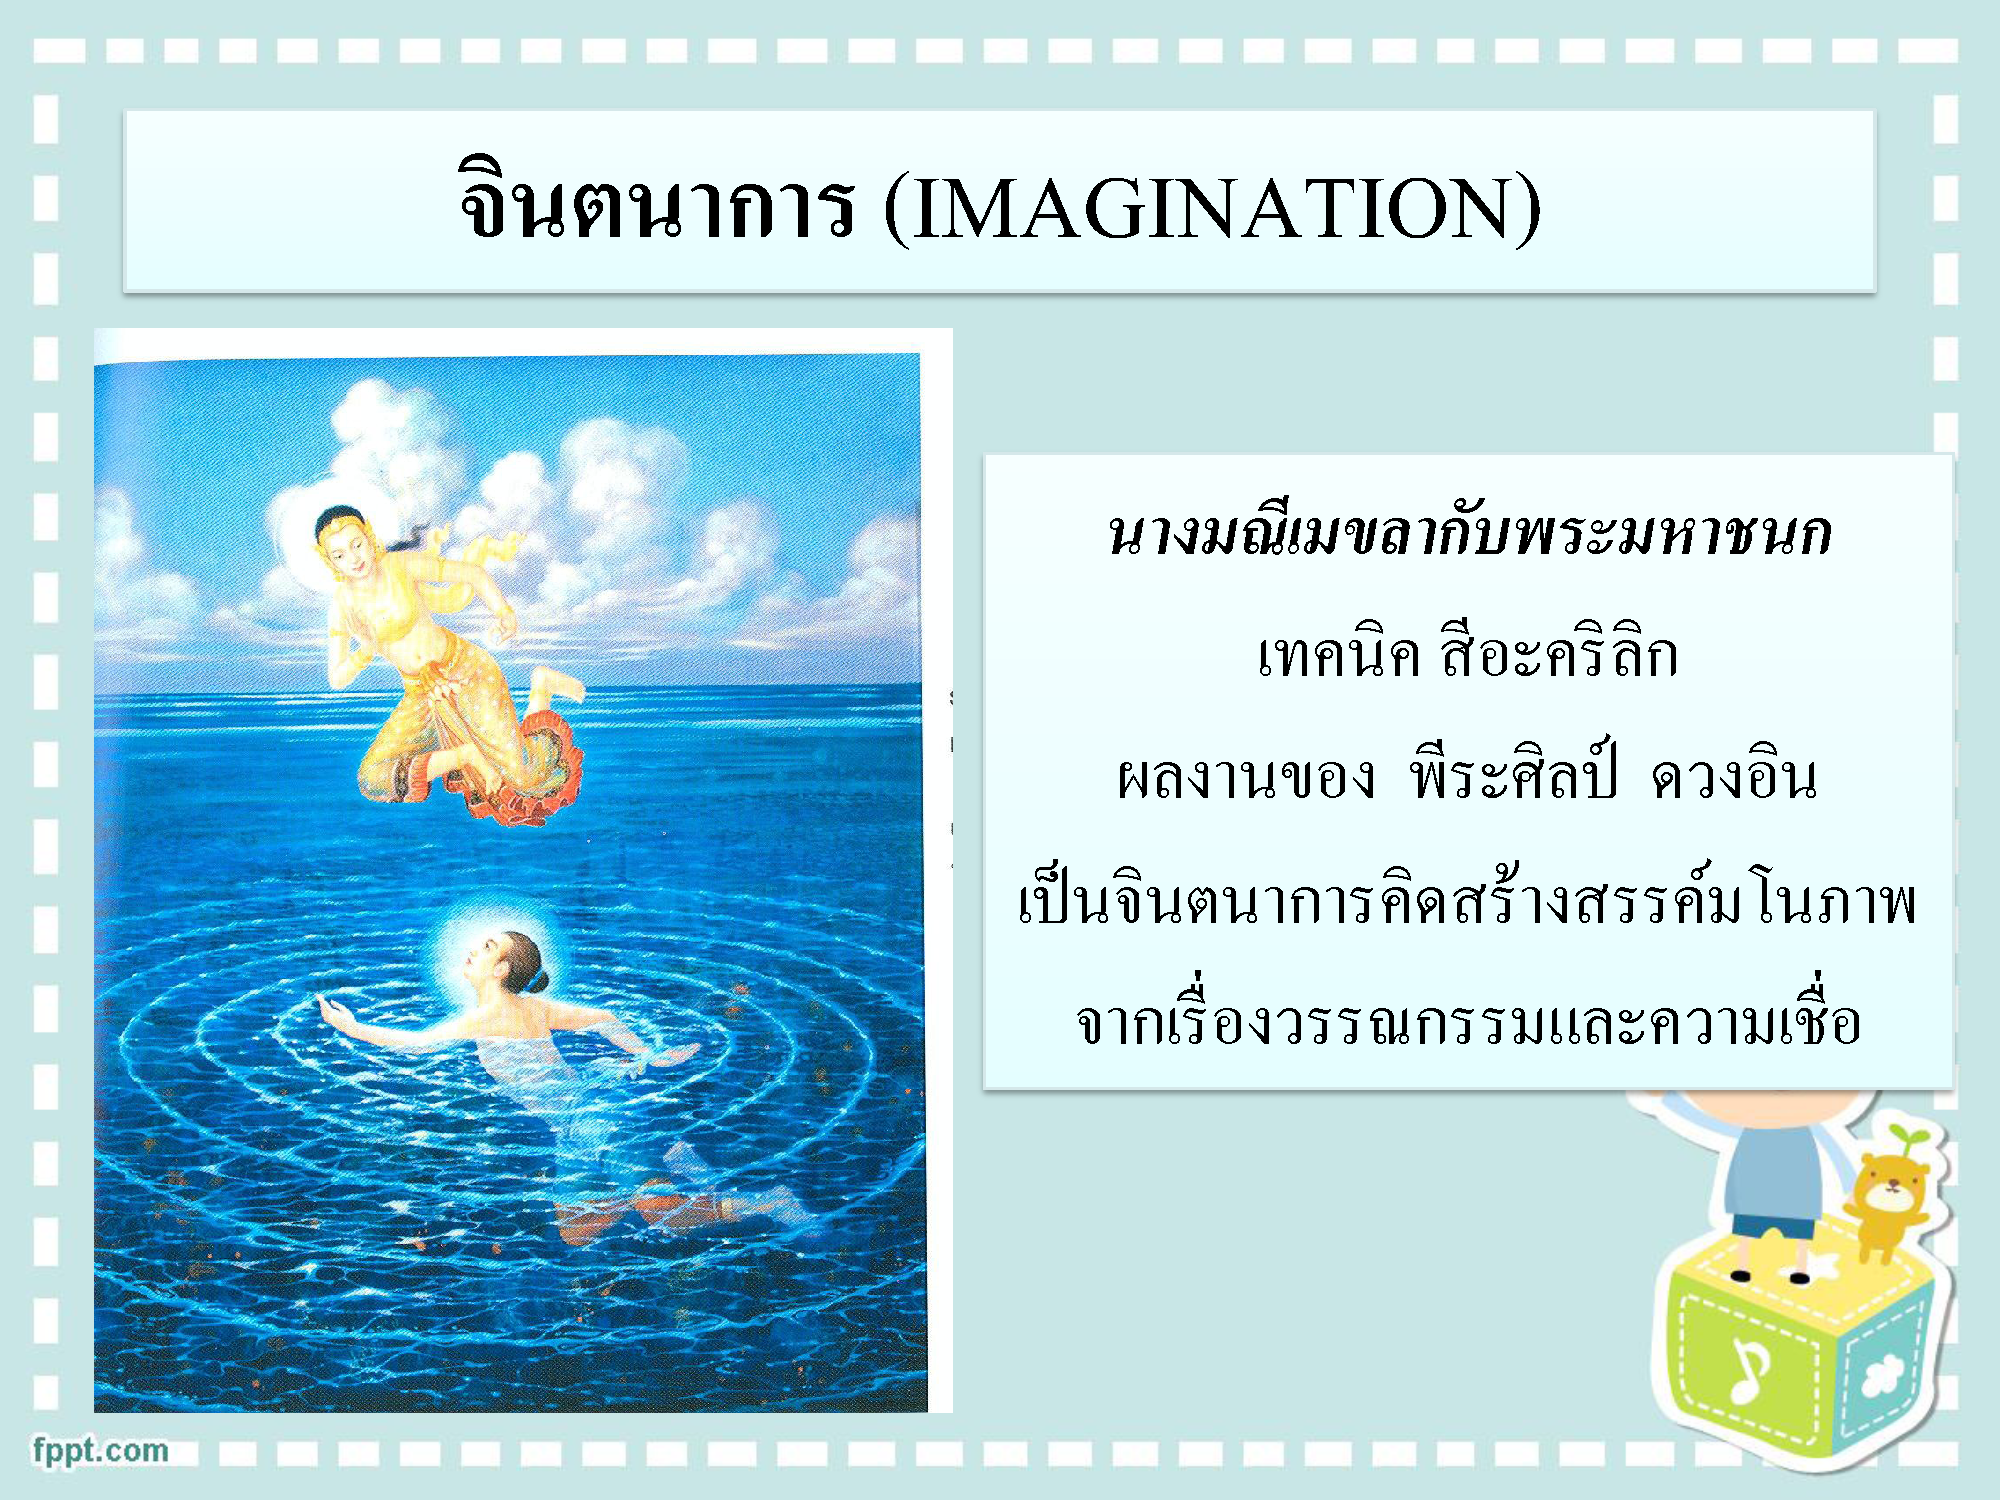 จินตนาการ (IMAGINATION)
นางมณีเมขลากับพระมหาชนก
เทคนิค สีอะคริลิก
ผลงานของ พีระศิลป์ ดวงอิน
เป็นจินตนาการคิดสร้างสรรค์มโนภาพ
จากเรื่องวรรณกรรมและความเชื่อ
fppt.com